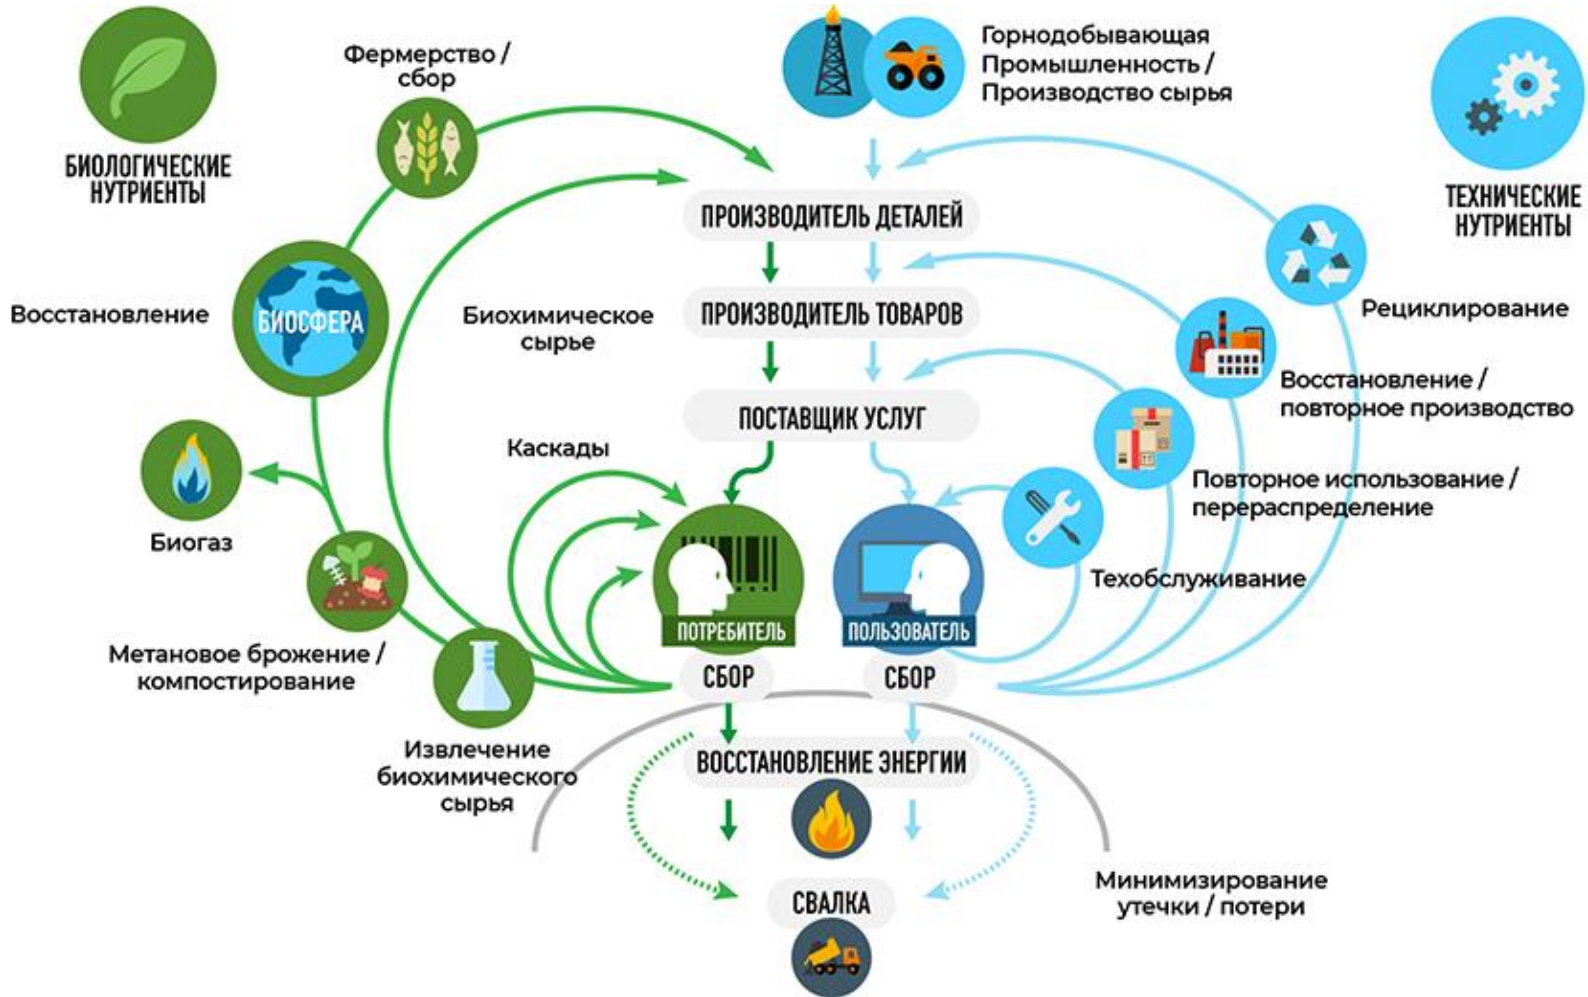 Фермерство /
сбор
Горнодобывающая
Промышленность /
Производство сырья
БИОЛОГИЧЕСКИЕ
НУТРИЕНТЫ
ТЕХНИЧЕСКИЕ
НУТРИЕНТЫ
ПРОИЗВОДИТЕЛЬ ДЕТАЛЕЙ
Восстановление
БИОСФЕРА
Биохимическое
сырье
ПРОИЗВОДИТЕЛЬ ТОВАРОВ
Рециклирование
Восстановление /
повторное производство
ПОСТАВЩИК УСЛУГ
Каскады
Повторное использование /
перераспределение
Биогаз
Техобслуживание
ПОТРЕБИТЕЛЬ
ПОЛЬЗОВАТЕЛЬ
Метановое брожение /
компостирование
СБОР
СБОР
Извлечение
биохимического
сырья
ВОССТАНОВЛЕНИЕ ЭНЕРГИИ
Минимизирование
утечки / потери
СВАЛКА